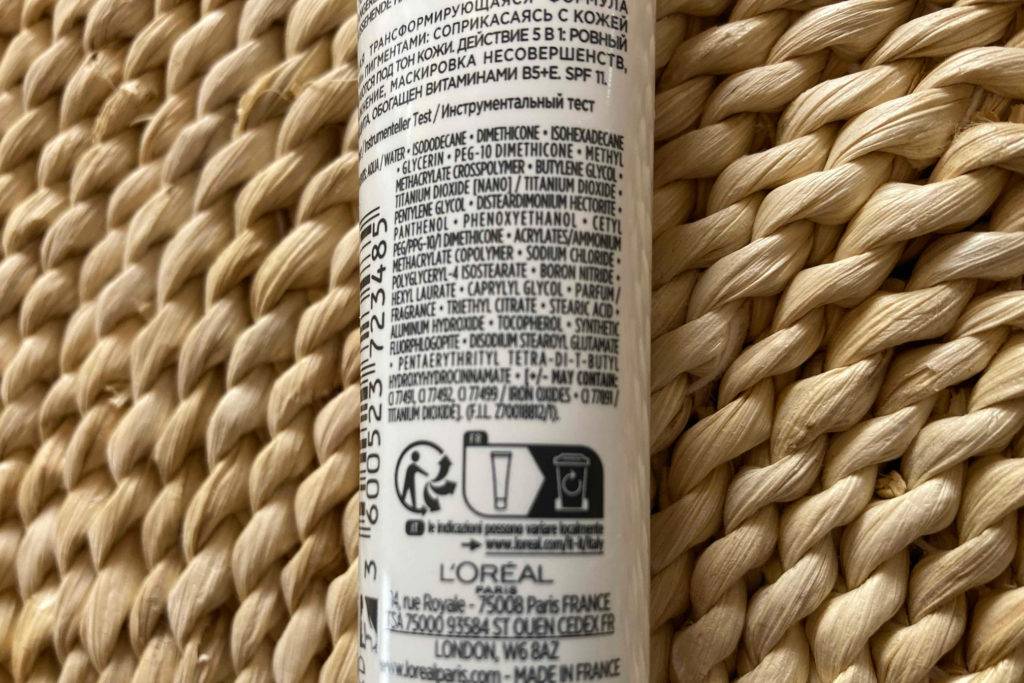 ТРАНСФОРМИРУЮЩАЯСЯ ФОРМУЛА
ПИГМЕНТАМИ: СОПРИКАСАЯСЬ С КОЖЕЙ
ПОД ТОН КОЖИ. ДЕЙСТВИЕ 5 В 1: РОВНЫЙ
МАСКИРОВКА НЕСОВЕРШЕНСТВ,
ОБОГАЩЕН ВИТАМИНАМИ B5+E. SPF 11.
Instrumenteller Test / Инструментальный тест
AQUA / WATER • ISODODECANE • DIMETHICONE • ISOHEXADECANE
• GLYCERIN • PEG-10 DIMETHICONE • METHYL
METHACRYLATE CROSSPOLYMER • BUTYLENE GLYCOL
TITANIUM DIOXIDE [NANO] / TITANIUM DIOXIDE •
PENTYLENE GLYCOL • DISTEARDIMONIUM HECTORITE •
PANTHENOL • PHENOXYETHANOL • CETYL
PEG/PPG-10/1 DIMETHICONE • ACRYLATES/AMMONIUM
METHACRYLATE COPOLYMER • SODIUM CHLORIDE •
POLYGLYCERYL-4 ISOSTEARATE • BORON NITRIDE •
HEXYL LAURATE • CAPRYLYL GLYCOL • PARFUM /
FRAGRANCE • TRIETHYL CITRATE • STEARIC ACID •
ALUMINUM HYDROXIDE • TOCOPHEROL • SYNTHETIC
FLUORPHLOGOPITE • DISODIUM STEAROYL GLUTAMATE
• PENTAERYTHRITYL TETRA-DI-T-BUTYL
HYDROXYHYDROCINNAMATE • [+/- MAY CONTAIN:
CI 77491, CI 77492, CI 77499 / IRON OXIDES • CI 77891 /
TITANIUM DIOXIDE]. (F.I.L. Z70018812/1).
3 600523 723485
FR
IT le indicazioni possono variare localmente
www.loreal.com/it-it/italy
L'ORÉAL
PARIS
14, rue Royale - 75008 Paris FRANCE
TSA 75000 93584 ST OUEN CEDEX FR
LONDON, W6 8AZ
www.lorealparis.com - MADE IN FRANCE